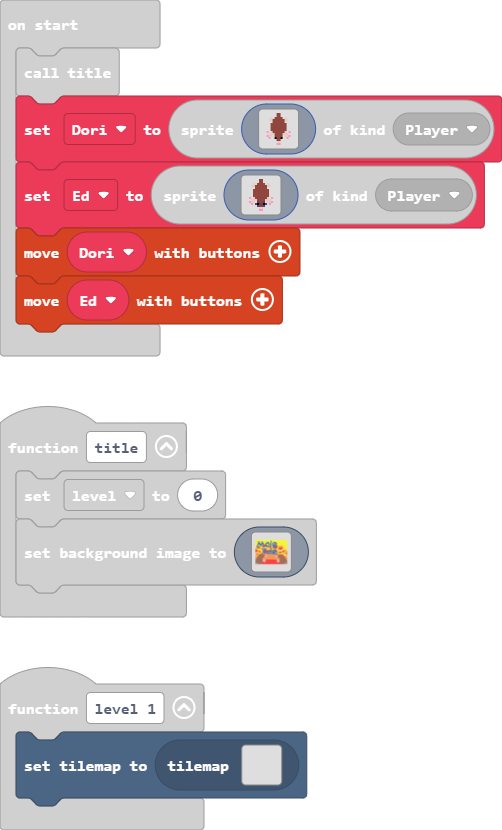 on start
call title
set Dori to sprite of kind Player
set Ed to sprite of kind Player
move Dori with buttons
move Ed with buttons
function title
set level to 0
set background image to
function level 1
set tilemap to tilemap